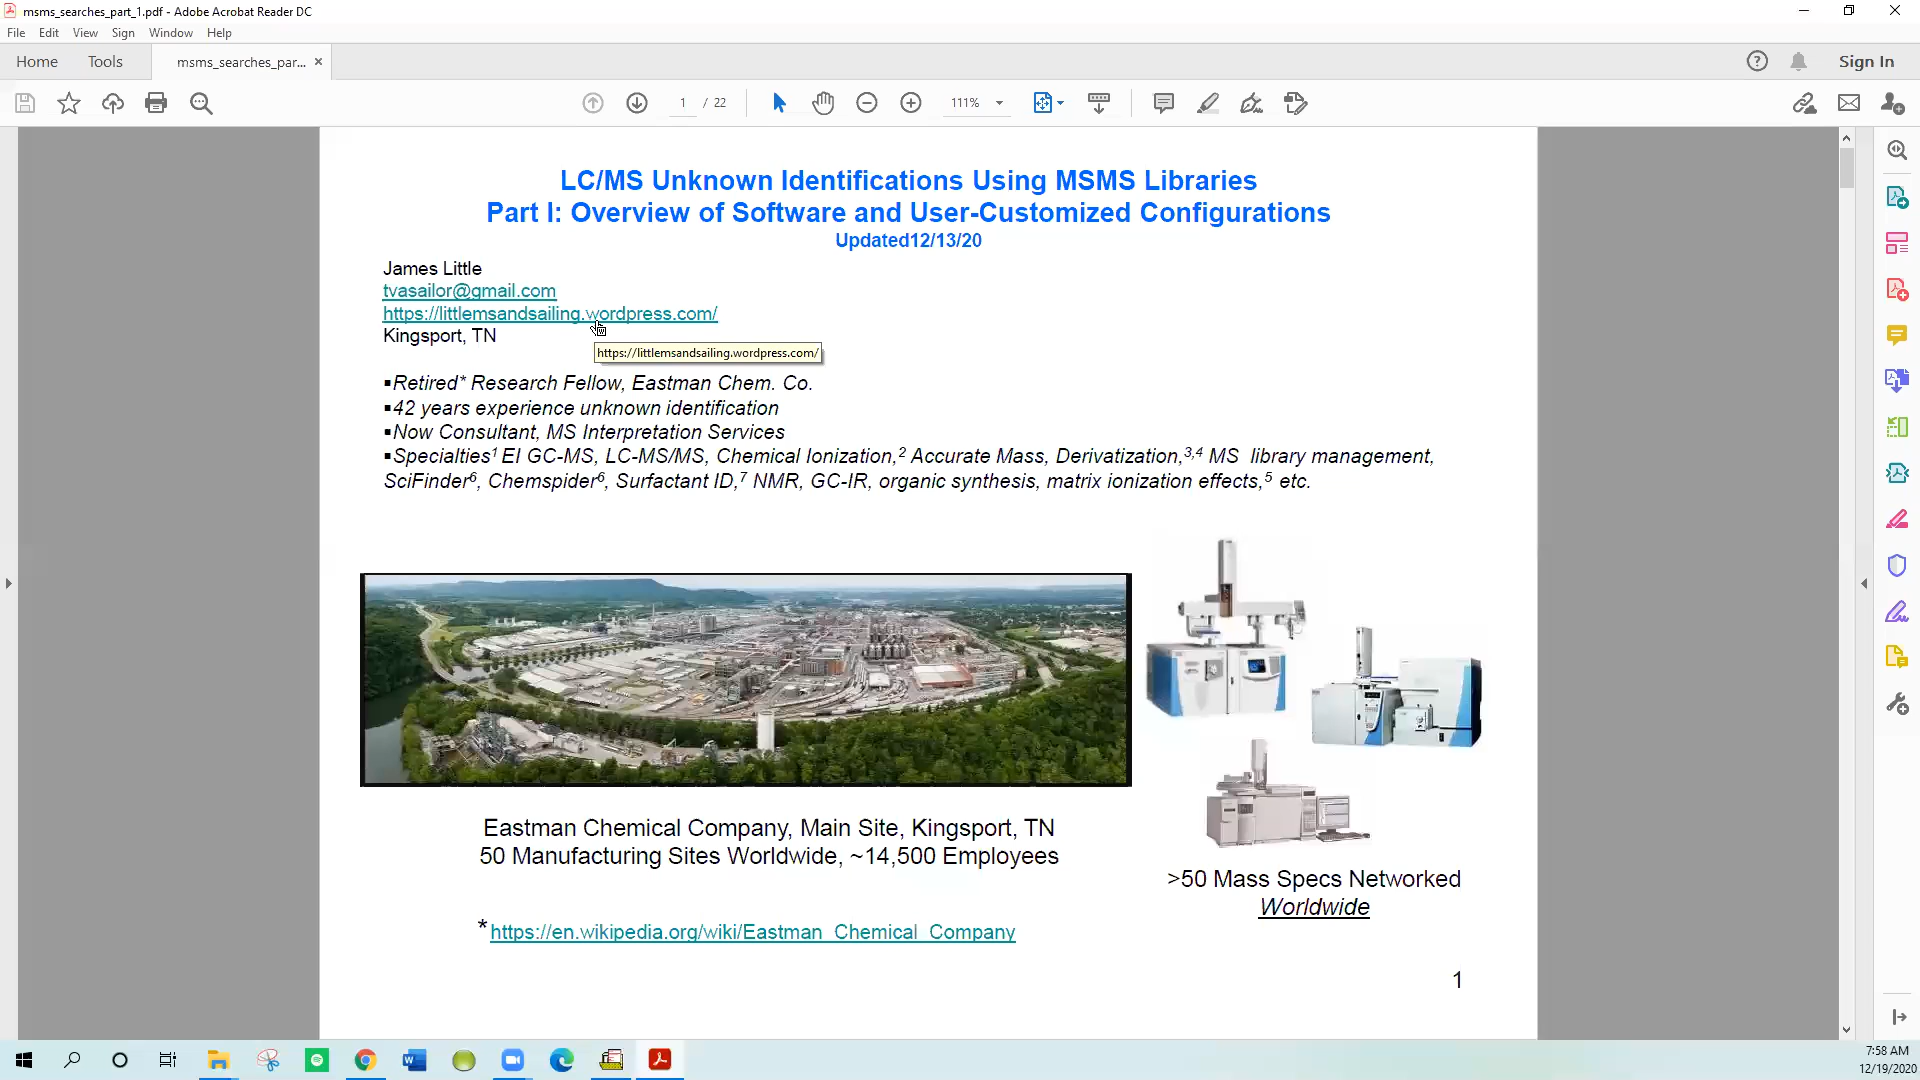 msms_searches_part_1.pdf - Adobe Acrobat Reader DC
File Edit View Sign Window Help
Home Tools msms_searches_par... × Sign In
1 / 22 111%
LC/MS Unknown Identifications Using MSMS Libraries
Part I: Overview of Software and User-Customized Configurations
Updated12/13/20
James Little
tvasailor@gmail.com
https://littlemsandsailing.wordpress.com/
Kingsport, TN
https://littlemsandsailing.wordpress.com/
▪Retired* Research Fellow, Eastman Chem. Co.
▪42 years experience unknown identification
▪Now Consultant, MS Interpretation Services
▪Specialties¹ EI GC-MS, LC-MS/MS, Chemical Ionization,² Accurate Mass, Derivatization,³,⁴ MS library management,
SciFinder⁶, Chemspider⁶, Surfactant ID,⁷ NMR, GC-IR, organic synthesis, matrix ionization effects,⁵ etc.
Eastman Chemical Company, Main Site, Kingsport, TN
50 Manufacturing Sites Worldwide, ~14,500 Employees
>50 Mass Specs Networked
Worldwide
*https://en.wikipedia.org/wiki/Eastman_Chemical_Company
1
7:58 AM
12/19/2020